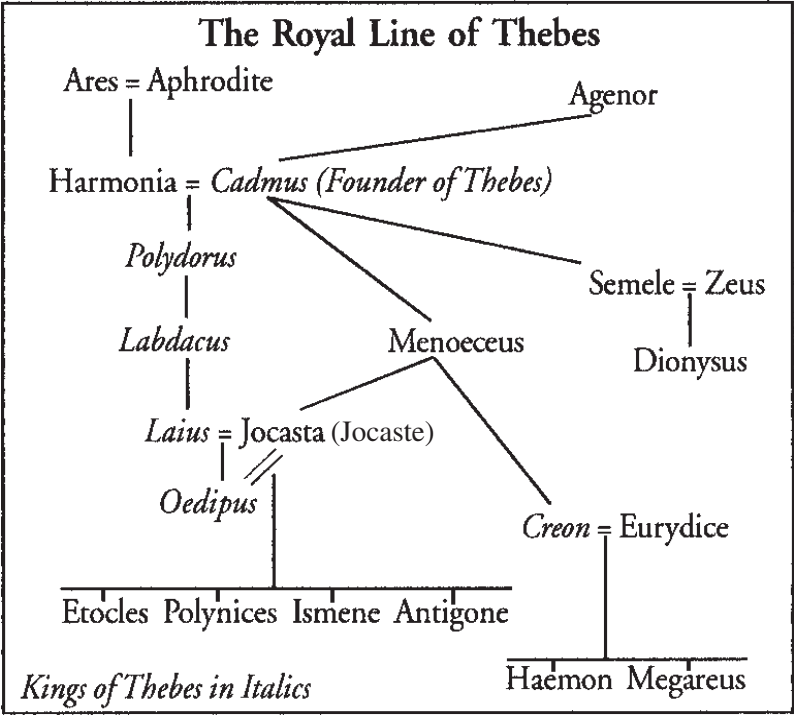 The Royal Line of Thebes
Ares = Aphrodite
Agenor
Harmonia = Cadmus (Founder of Thebes)
Polydorus
Semele = Zeus
Labdacus
Menoeceus
Dionysus
Laius = Jocasta (Jocaste)
Oedipus
Creon = Eurydice
Etocles Polynices Ismene Antigone
Haemon Megareus
Kings of Thebes in Italics